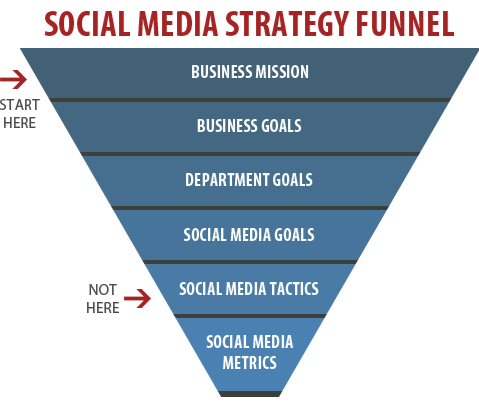 SOCIAL MEDIA STRATEGY FUNNEL
BUSINESS MISSION
START
HERE
BUSINESS GOALS
DEPARTMENT GOALS
SOCIAL MEDIA GOALS
NOT
HERE
SOCIAL MEDIA TACTICS
SOCIAL MEDIA
METRICS